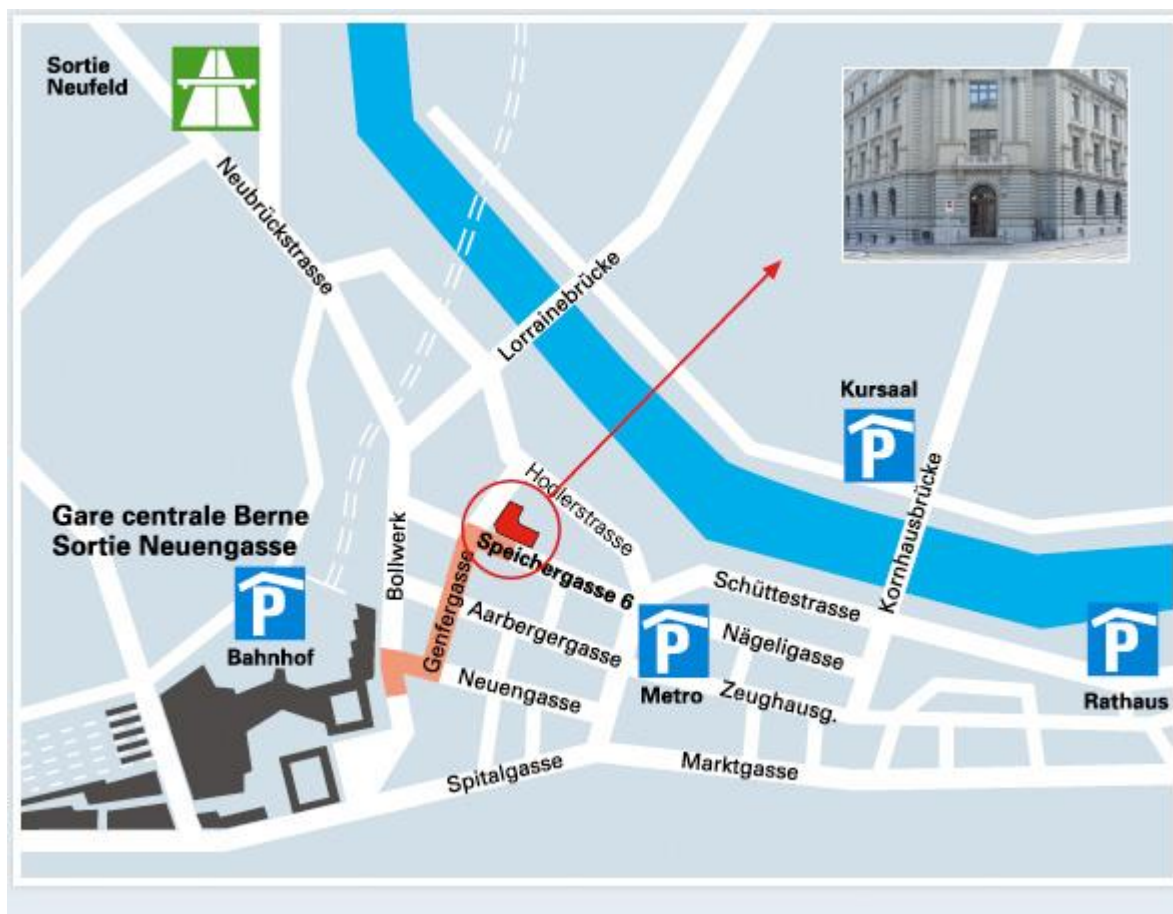 Sortie
Neufeld
Neubrückstrasse
Lorrainebrücke
Kursaal
P
Hodlerstrasse
Kornhausbrücke
Gare centrale Berne
Sortie Neuengasse
Speichergasse 6
Bollwerk
Genfergasse
Aarbergergasse
Schüttestrasse
Nägeligasse
P
Bahnhof
P
Metro
Neuengasse
Zeughausg.
P
Rathaus
Spitalgasse
Marktgasse